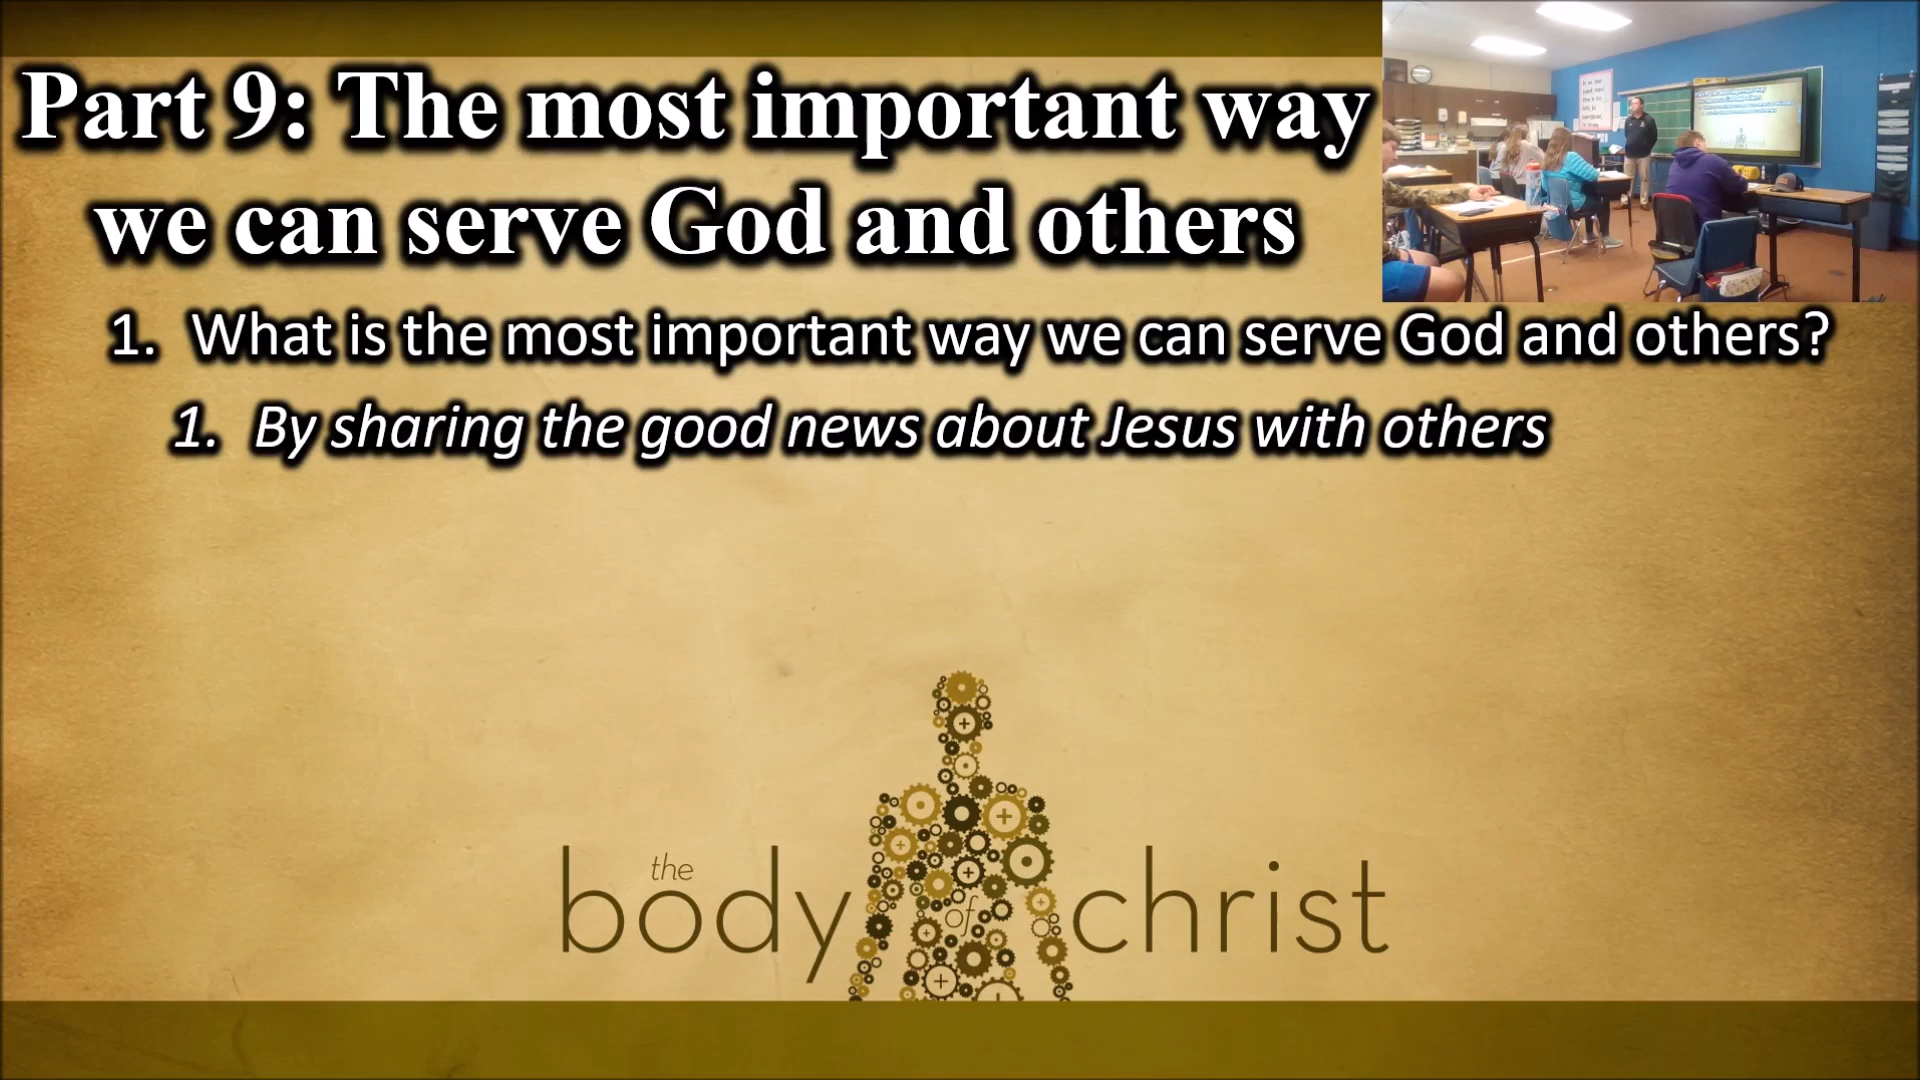 Part 9: The most important way
we can serve God and others
1. What is the most important way we can serve God and others?
1. By sharing the good news about Jesus with others
the body of christ